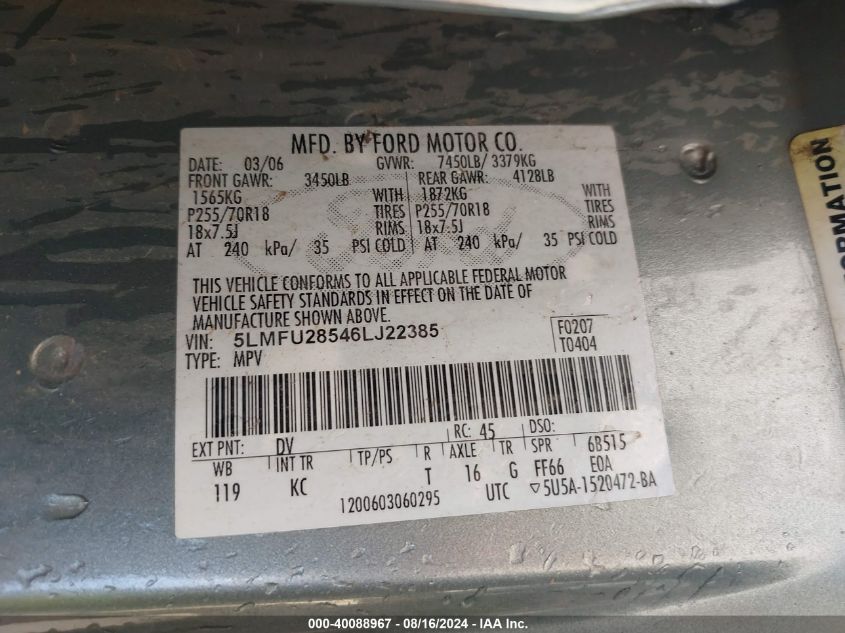 MFD. BY FORD MOTOR CO.
DATE: 03/06 GVWR: 7450LB/ 3379KG
FRONT GAWR: 3450LB REAR GAWR: 4128LB
1565KG WITH 1872KG WITH
P255/70R18 TIRES P255/70R18 TIRES
18x7.5J RIMS 18x7.5J RIMS
AT 240 kPa/ 35 PSI COLD AT 240 kPa/ 35 PSI COLD
THIS VEHICLE CONFORMS TO ALL APPLICABLE FEDERAL MOTOR
VEHICLE SAFETY STANDARDS IN EFFECT ON THE DATE OF
MANUFACTURE SHOWN ABOVE.
VIN: 5LMFU28546LJ22385 F0207
TYPE: MPV T0404
EXT PNT: DV RC: 45 DSO:
WB INT TR TP/PS R AXLE TR SPR 6B515
119 KC T 16 G FF66 E0A
1200603060295 UTC ▽5U5A-1520472-BA
ORMATION
000-40088967 - 08/16/2024 - IAA Inc.